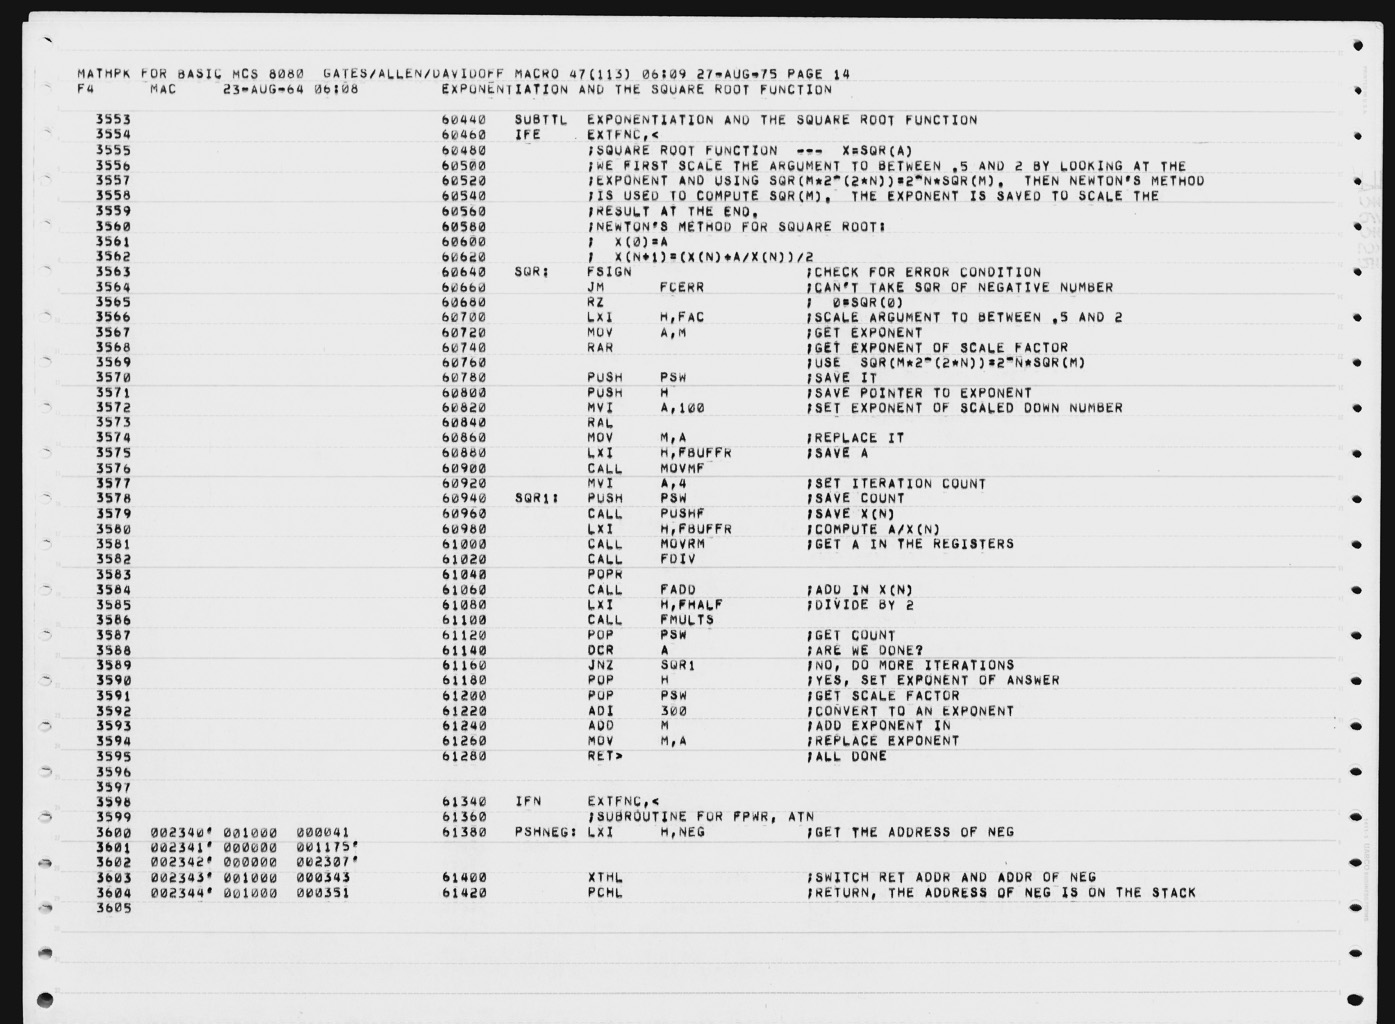 MATHPK FOR BASIC MCS 8080  GATES/ALLEN/DAVIDOFF MACRO 47(113) 06:09 27-AUG-75 PAGE 14
F4 MAC 23-AUG-64 06:08 EXPONENTIATION AND THE SQUARE ROOT FUNCTION
3553 60440 SUBTTL EXPONENTIATION AND THE SQUARE ROOT FUNCTION
3554 60460 IFE EXTFNC,<
3555 60480 ;SQUARE ROOT FUNCTION --- X=SQR(A)
3556 60500 ;WE FIRST SCALE THE ARGUMENT TO BETWEEN .5 AND 2 BY LOOKING AT THE
3557 60520 ;EXPONENT AND USING SQR(M*2^(2*N))=2^N*SQR(M). THEN NEWTON'S METHOD
3558 60540 ;IS USED TO COMPUTE SQR(M). THE EXPONENT IS SAVED TO SCALE THE
3559 60560 ;RESULT AT THE END.
3560 60580 ;NEWTON'S METHOD FOR SQUARE ROOT:
3561 60600 ; X(0)=A
3562 60620 ; X(N+1)=(X(N)+A/X(N))/2
3563 60640 SQR: FSIGN ;CHECK FOR ERROR CONDITION
3564 60660 JM FCERR ;CAN'T TAKE SQR OF NEGATIVE NUMBER
3565 60680 RZ ; 0=SQR(0)
3566 60700 LXI H,FAC ;SCALE ARGUMENT TO BETWEEN .5 AND 2
3567 60720 MOV A,M ;GET EXPONENT
3568 60740 RAR ;GET EXPONENT OF SCALE FACTOR
3569 60760 ;USE SQR(M*2^(2*N))=2^N*SQR(M)
3570 60780 PUSH PSW ;SAVE IT
3571 60800 PUSH H ;SAVE POINTER TO EXPONENT
3572 60820 MVI A,100 ;SET EXPONENT OF SCALED DOWN NUMBER
3573 60840 RAL
3574 60860 MOV M,A ;REPLACE IT
3575 60880 LXI H,FBUFFR ;SAVE A
3576 60900 CALL MOVMF
3577 60920 MVI A,4 ;SET ITERATION COUNT
3578 60940 SQR1: PUSH PSW ;SAVE COUNT
3579 60960 CALL PUSHF ;SAVE X(N)
3580 60980 LXI H,FBUFFR ;COMPUTE A/X(N)
3581 61000 CALL MOVRM ;GET A IN THE REGISTERS
3582 61020 CALL FDIV
3583 61040 POPR
3584 61060 CALL FADD ;ADD IN X(N)
3585 61080 LXI H,FHALF ;DIVIDE BY 2
3586 61100 CALL FMULTS
3587 61120 POP PSW ;GET COUNT
3588 61140 DCR A ;ARE WE DONE?
3589 61160 JNZ SQR1 ;NO, DO MORE ITERATIONS
3590 61180 POP H ;YES, SET EXPONENT OF ANSWER
3591 61200 POP PSW ;GET SCALE FACTOR
3592 61220 ADI 300 ;CONVERT TO AN EXPONENT
3593 61240 ADD M ;ADD EXPONENT IN
3594 61260 MOV M,A ;REPLACE EXPONENT
3595 61280 RET> ;ALL DONE
3596
3597
3598 61340 IFN EXTFNC,<
3599 61360 ;SUBROUTINE FOR FPWR, ATN
3600 002340' 001000 000041 61380 PSHNEG: LXI H,NEG ;GET THE ADDRESS OF NEG
3601 002341' 000000 001175'
3602 002342' 000000 002307'
3603 002343' 001000 000343 61400 XTHL ;SWITCH RET ADDR AND ADDR OF NEG
3604 002344' 001000 000351 61420 PCHL ;RETURN, THE ADDRESS OF NEG IS ON THE STACK
3605